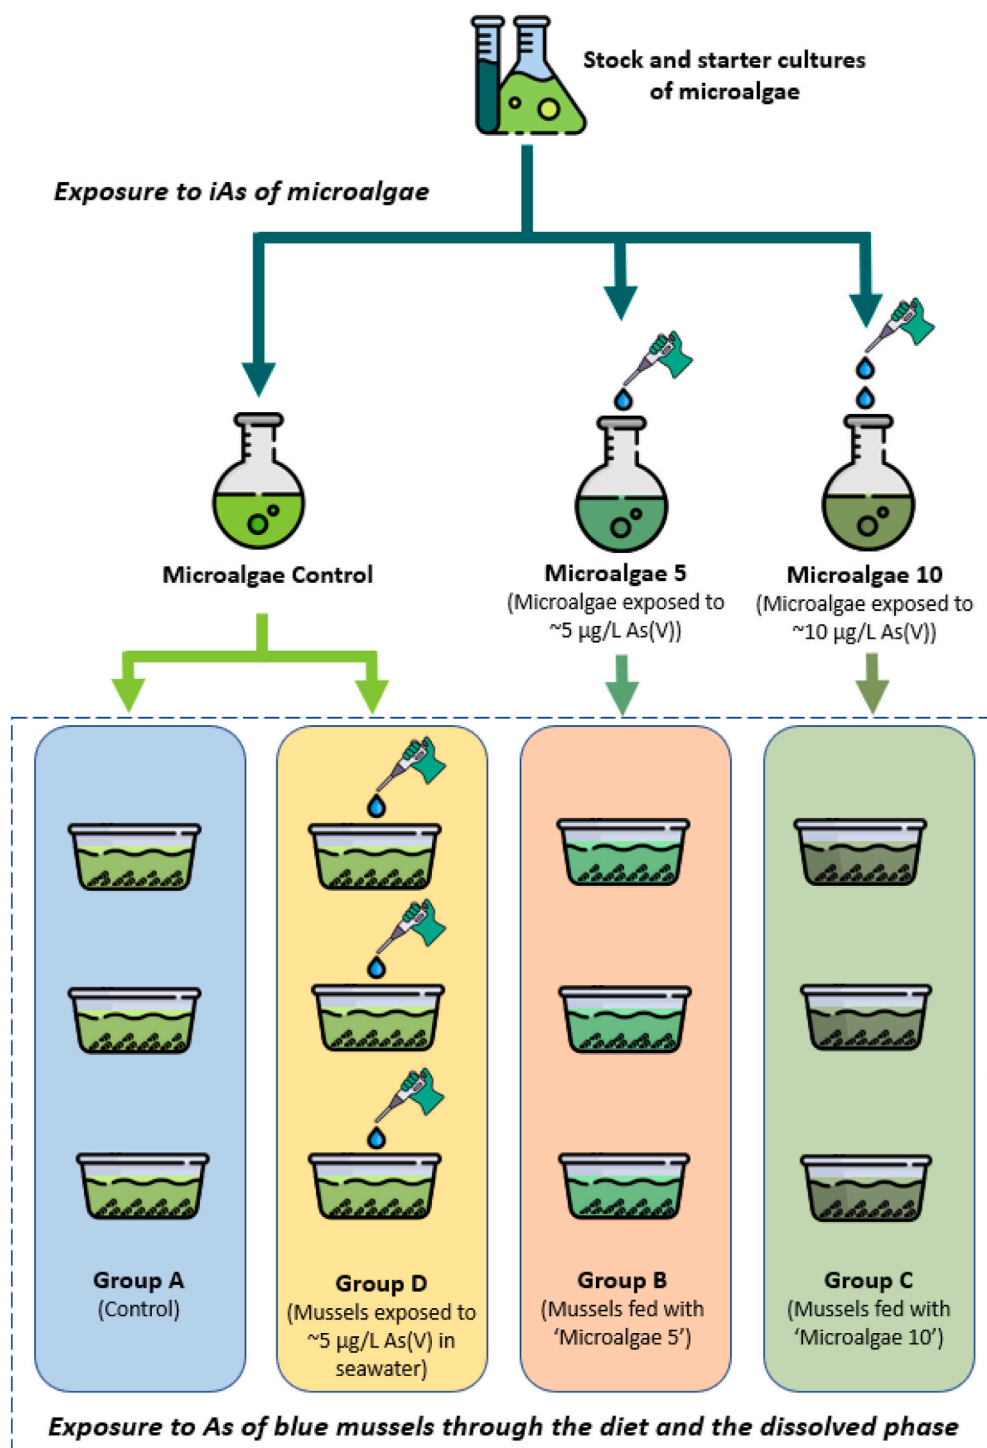 Stock and starter cultures
of microalgae
Exposure to iAs of microalgae
Microalgae Control
Microalgae 5
(Microalgae exposed to
~5 µg/L As(V))
Microalgae 10
(Microalgae exposed to
~10 µg/L As(V))
Group A
(Control)
Group D
(Mussels exposed to
~5 µg/L As(V) in
seawater)
Group B
(Mussels fed with
‘Microalgae 5’)
Group C
(Mussels fed with
‘Microalgae 10’)
Exposure to As of blue mussels through the diet and the dissolved phase